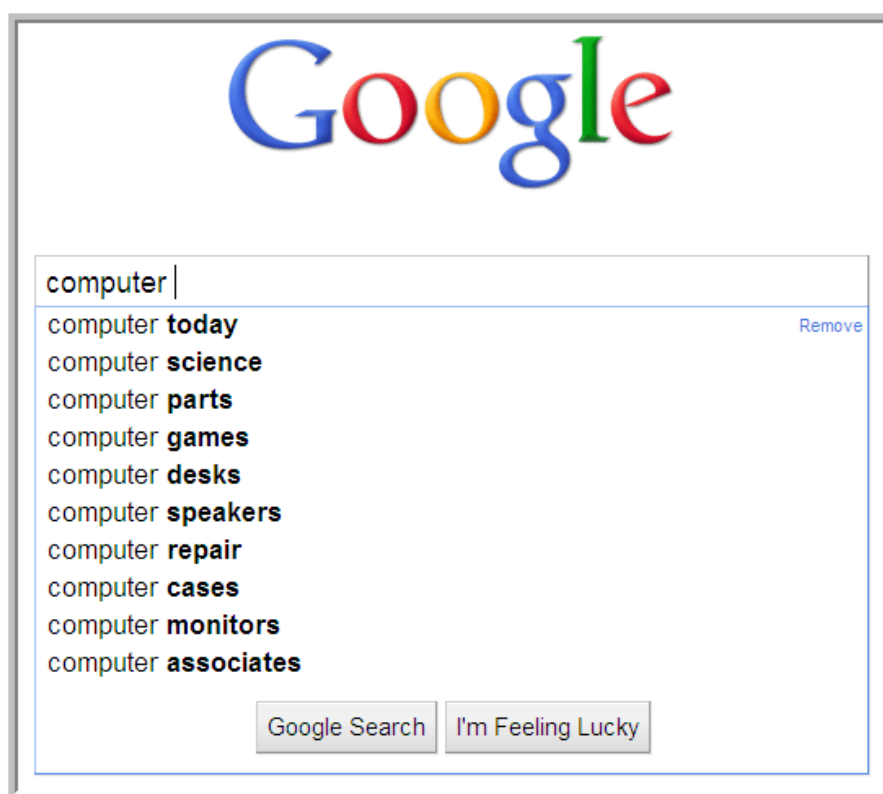 Google
computer
computer today Remove
computer science
computer parts
computer games
computer desks
computer speakers
computer repair
computer cases
computer monitors
computer associates
Google Search I'm Feeling Lucky